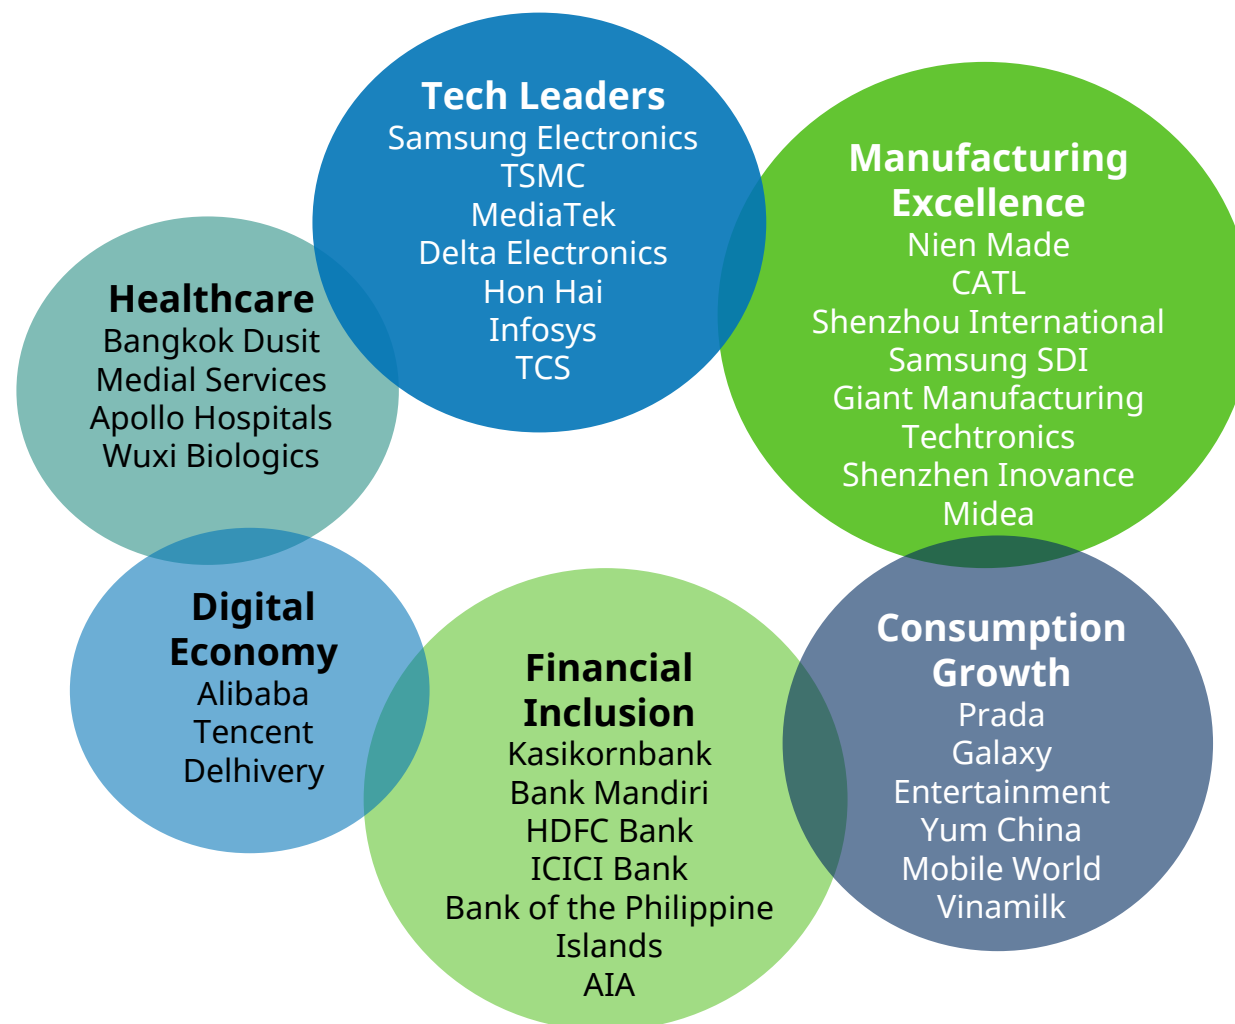 Tech Leaders
Samsung Electronics
TSMC
MediaTek
Delta Electronics
Hon Hai
Infosys
TCS
Manufacturing
Excellence
Nien Made
CATL
Shenzhou International
Samsung SDI
Giant Manufacturing
Techtronics
Shenzhen Inovance
Midea
Healthcare
Bangkok Dusit
Medial Services
Apollo Hospitals
Wuxi Biologics
Digital
Economy
Alibaba
Tencent
Delhivery
Financial
Inclusion
Kasikornbank
Bank Mandiri
HDFC Bank
ICICI Bank
Bank of the Philippine
Islands
AIA
Consumption
Growth
Prada
Galaxy
Entertainment
Yum China
Mobile World
Vinamilk